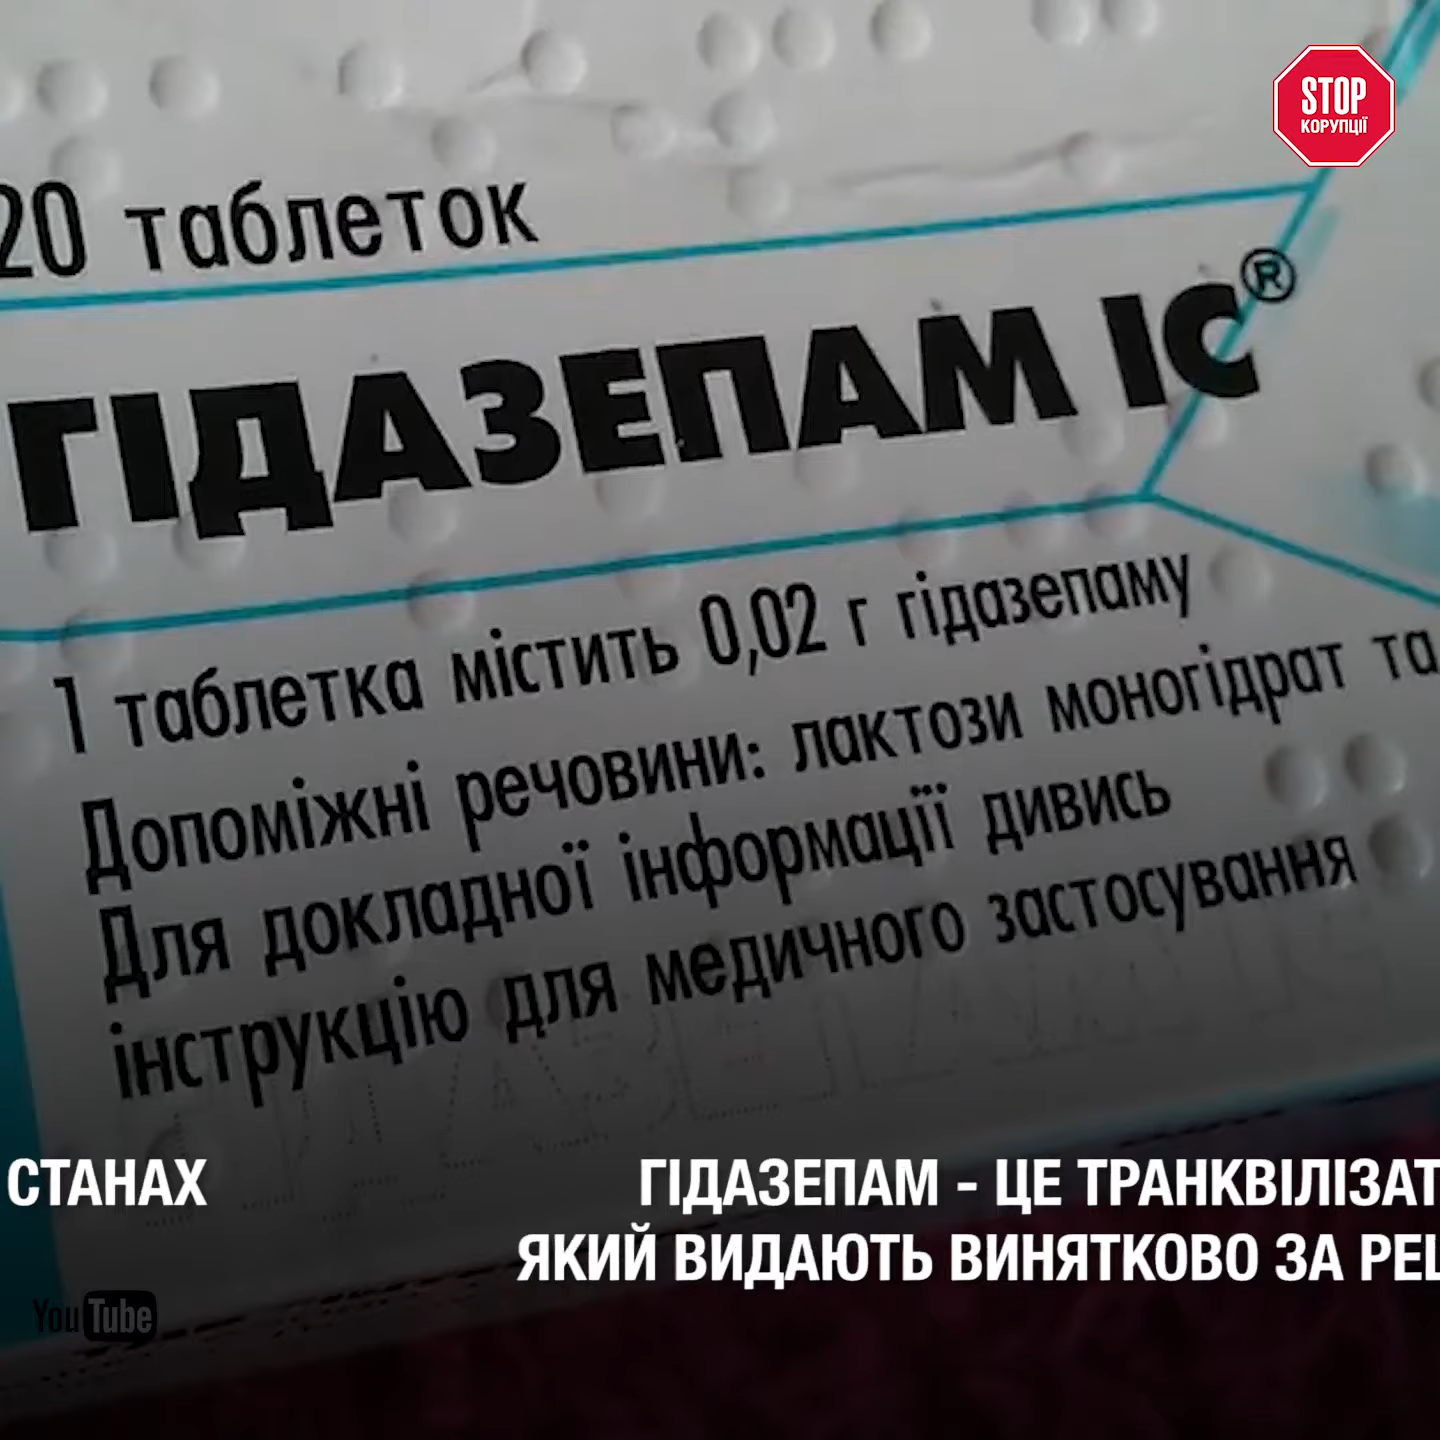 STOP
КОРУПЦІЇ
20 таблеток
ГІДАЗЕПАМ ІС®
1 таблетка містить 0,02 г гідазепаму
Допоміжні речовини: лактози моногідрат та
Для докладної інформації дивись
інструкцію для медичного застосування
СТАНАХ
ГІДАЗЕПАМ - ЦЕ ТРАНКВІЛІЗАТ
ЯКИЙ ВИДАЮТЬ ВИНЯТКОВО ЗА РЕЦ
YouTube